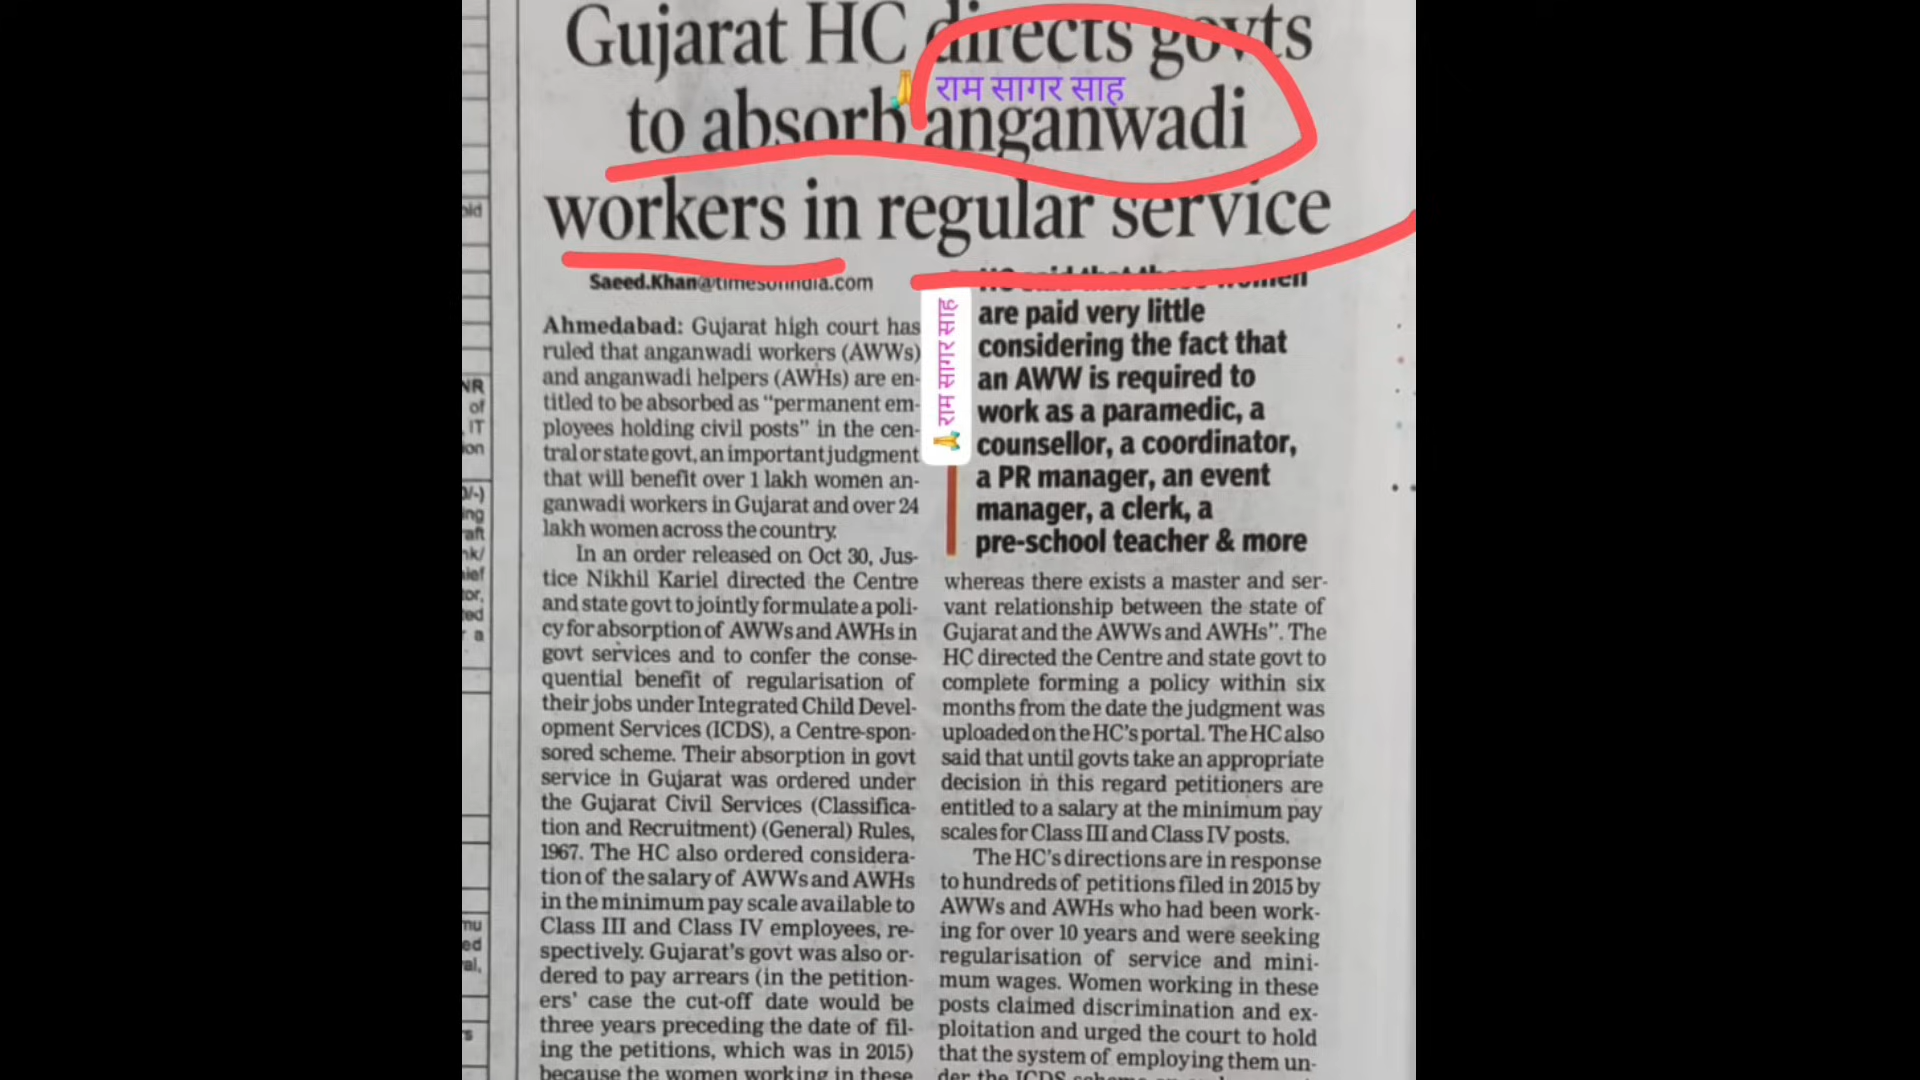 Gujarat HC directs govts
🙏 राम सागर साह
to absorb anganwadi
workers in regular service
Saeed.Khan@timesofindia.com
Ahmedabad: Gujarat high court has
ruled that anganwadi workers (AWWs)
and anganwadi helpers (AWHs) are en-
titled to be absorbed as "permanent em-
ployees holding civil posts" in the cen-
tral or state govt, an important judgment
that will benefit over 1 lakh women an-
ganwadi workers in Gujarat and over 24
lakh women across the country.
In an order released on Oct 30, Jus-
tice Nikhil Kariel directed the Centre
and state govt to jointly formulate a poli-
cy for absorption of AWWs and AWHs in
govt services and to confer the conse-
quential benefit of regularisation of
their jobs under Integrated Child Devel-
opment Services (ICDS), a Centre-spon-
sored scheme. Their absorption in govt
service in Gujarat was ordered under
the Gujarat Civil Services (Classifica-
tion and Recruitment) (General) Rules,
1967. The HC also ordered considera-
tion of the salary of AWWs and AWHs
in the minimum pay scale available to
Class III and Class IV employees, re-
spectively. Gujarat's govt was also or-
dered to pay arrears (in the petition-
ers' case the cut-off date would be
three years preceding the date of fil-
ing the petitions, which was in 2015)
because the women working in these
🙏 राम सागर साह
HC said that these women
are paid very little
considering the fact that
an AWW is required to
work as a paramedic, a
counsellor, a coordinator,
a PR manager, an event
manager, a clerk, a
pre-school teacher & more
whereas there exists a master and ser-
vant relationship between the state of
Gujarat and the AWWs and AWHs". The
HC directed the Centre and state govt to
complete forming a policy within six
months from the date the judgment was
uploaded on the HC's portal. The HC also
said that until govts take an appropriate
decision in this regard petitioners are
entitled to a salary at the minimum pay
scales for Class III and Class IV posts.
The HC's directions are in response
to hundreds of petitions filed in 2015 by
AWWs and AWHs who had been work-
ing for over 10 years and were seeking
regularisation of service and mini-
mum wages. Women working in these
posts claimed discrimination and ex-
ploitation and urged the court to hold
that the system of employing them un-
der the ICDS scheme